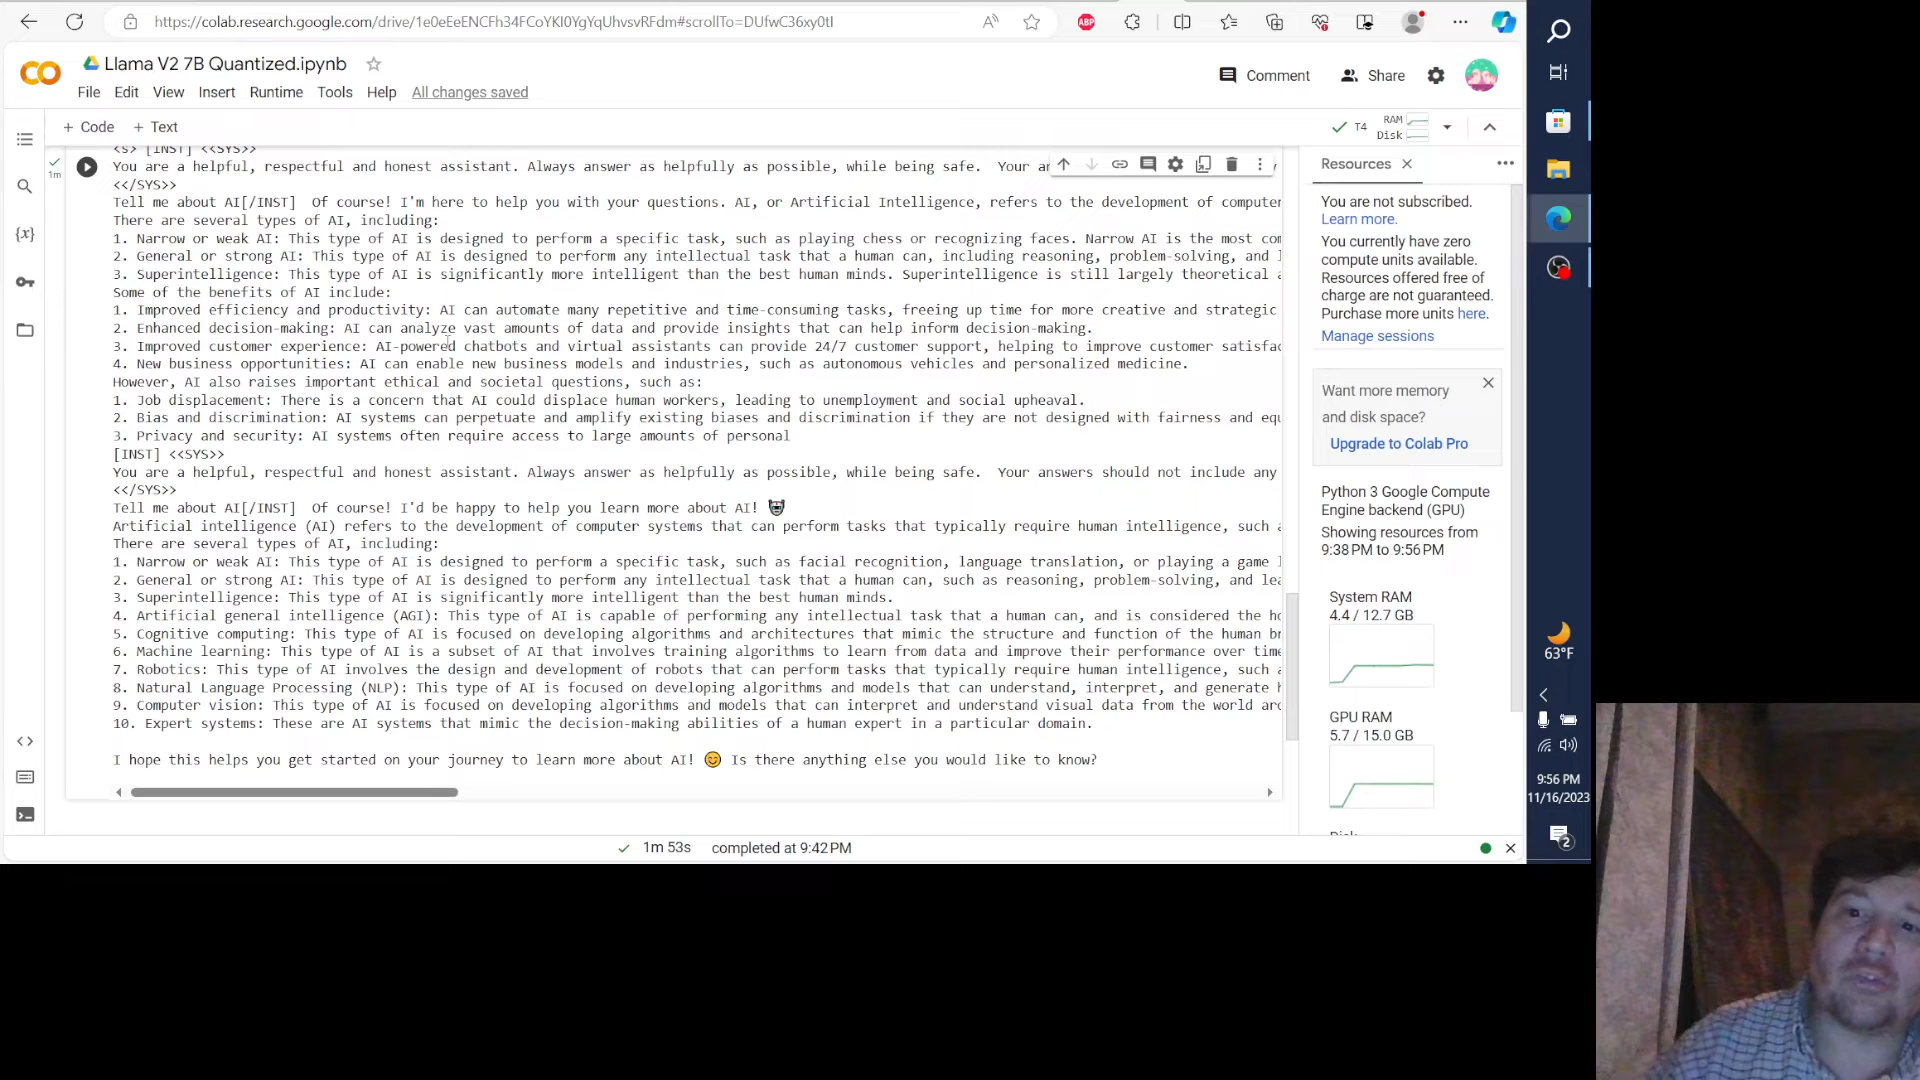 https://colab.research.google.com/drive/1e0eEeENCFh34FCoYKI0YgYqUhvsvRFdm#scrollTo=DUfwC36xy0tI
ABP
CO
Llama V2 7B Quantized.ipynb
Comment
Share
File Edit View Insert Runtime Tools Help All changes saved
+ Code + Text
T4
RAM
Disk
<s> [INST] <<SYS>>
1m
You are a helpful, respectful and honest assistant. Always answer as helpfully as possible, while being safe.  Your an
<</SYS>>
Tell me about AI[/INST]  Of course! I'm here to help you with your questions. AI, or Artificial Intelligence, refers to the development of computer
There are several types of AI, including:
1. Narrow or weak AI: This type of AI is designed to perform a specific task, such as playing chess or recognizing faces. Narrow AI is the most com
2. General or strong AI: This type of AI is designed to perform any intellectual task that a human can, including reasoning, problem-solving, and l
3. Superintelligence: This type of AI is significantly more intelligent than the best human minds. Superintelligence is still largely theoretical a
Some of the benefits of AI include:
1. Improved efficiency and productivity: AI can automate many repetitive and time-consuming tasks, freeing up time for more creative and strategic
2. Enhanced decision-making: AI can analyze vast amounts of data and provide insights that can help inform decision-making.
3. Improved customer experience: AI-powered chatbots and virtual assistants can provide 24/7 customer support, helping to improve customer satisfac
4. New business opportunities: AI can enable new business models and industries, such as autonomous vehicles and personalized medicine.
However, AI also raises important ethical and societal questions, such as:
1. Job displacement: There is a concern that AI could displace human workers, leading to unemployment and social upheaval.
2. Bias and discrimination: AI systems can perpetuate and amplify existing biases and discrimination if they are not designed with fairness and equ
3. Privacy and security: AI systems often require access to large amounts of personal
[INST] <<SYS>>
You are a helpful, respectful and honest assistant. Always answer as helpfully as possible, while being safe.  Your answers should not include any
<</SYS>>
Tell me about AI[/INST]  Of course! I'd be happy to help you learn more about AI! 🤖
Artificial intelligence (AI) refers to the development of computer systems that can perform tasks that typically require human intelligence, such a
There are several types of AI, including:
1. Narrow or weak AI: This type of AI is designed to perform a specific task, such as facial recognition, language translation, or playing a game l
2. General or strong AI: This type of AI is designed to perform any intellectual task that a human can, such as reasoning, problem-solving, and lea
3. Superintelligence: This type of AI is significantly more intelligent than the best human minds.
4. Artificial general intelligence (AGI): This type of AI is capable of performing any intellectual task that a human can, and is considered the ho
5. Cognitive computing: This type of AI is focused on developing algorithms and architectures that mimic the structure and function of the human br
6. Machine learning: This type of AI is a subset of AI that involves training algorithms to learn from data and improve their performance over time
7. Robotics: This type of AI involves the design and development of robots that can perform tasks that typically require human intelligence, such a
8. Natural Language Processing (NLP): This type of AI is focused on developing algorithms and models that can understand, interpret, and generate h
9. Computer vision: This type of AI is focused on developing algorithms and models that can interpret and understand visual data from the world aro
10. Expert systems: These are AI systems that mimic the decision-making abilities of a human expert in a particular domain.
I hope this helps you get started on your journey to learn more about AI! 😊 Is there anything else you would like to know?
1m 53s completed at 9:42 PM
Resources
You are not subscribed.
Learn more.
You currently have zero
compute units available.
Resources offered free of
charge are not guaranteed.
Purchase more units here.
Manage sessions
Want more memory
and disk space?
Upgrade to Colab Pro
Python 3 Google Compute
Engine backend (GPU)
Showing resources from
9:38 PM to 9:56 PM
System RAM
4.4 / 12.7 GB
GPU RAM
5.7 / 15.0 GB
63°F
9:56 PM
11/16/2023
2